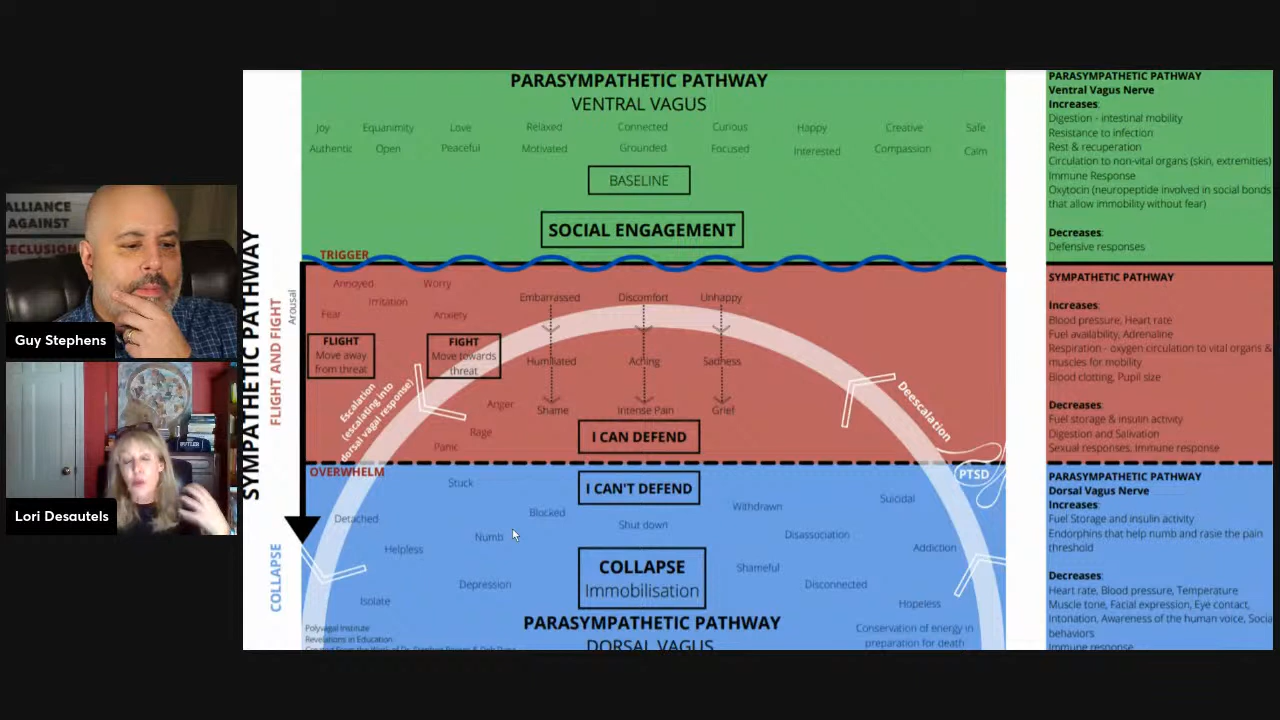 ALLIANCE
AGAINST
SECLUSION
Guy Stephens
BUTLER
Lori Desautels
SYMPATHETIC PATHWAY
FLIGHT AND FIGHT
COLLAPSE
Arousal
PARASYMPATHETIC PATHWAY
VENTRAL VAGUS
Joy Equanimity Love Relaxed Connected Curious Happy Creative Safe
Authentic Open Peaceful Motivated Grounded Focused Interested Compassion Calm
BASELINE
SOCIAL ENGAGEMENT
TRIGGER
Annoyed Worry
Irritation
Fear Anxiety
Embarrassed Discomfort Unhappy
FLIGHT
Move away
from threat
FIGHT
Move towards
threat
Humiliated Aching Sadness
Escalation
(escalating into
dorsal vagal response)
Anger
Shame Intense Pain Grief
Rage
Panic
I CAN DEFEND
Deescalation
OVERWHELM
PTSD
I CAN'T DEFEND
Stuck
Detached
Blocked
Withdrawn
Suicidal
Numb
Shut down
Disassociation
Helpless
Addiction
COLLAPSE
Immobilisation
Shameful
Depression
Disconnected
Isolate
Hopeless
PARASYMPATHETIC PATHWAY
DORSAL VAGUS
Polyvagal Institute
Revelations in Education
Conservation of energy in
preparation for death
PARASYMPATHETIC PATHWAY
Ventral Vagus Nerve
Increases:
Digestion - intestinal mobility
Resistance to infection
Rest & recuperation
Circulation to non-vital organs (skin, extremities)
Immune Response
Oxytocin (neuropeptide involved in social bonds
that allow immobility without fear)
Decreases:
Defensive responses
SYMPATHETIC PATHWAY
Increases:
Blood pressure, Heart rate
Fuel availability, Adrenaline
Respiration - oxygen circulation to vital organs &
muscles for mobility
Blood clotting, Pupil size
Decreases:
Fuel storage & insulin activity
Digestion and Salivation
Sexual responses, Immune response
PARASYMPATHETIC PATHWAY
Dorsal Vagus Nerve
Increases:
Fuel Storage and insulin activity
Endorphins that help numb and rasie the pain
threshold
Decreases:
Heart rate, Blood pressure, Temperature
Muscle tone, Facial expression, Eye contact,
Intonation, Awareness of the human voice, Socia
behaviors
Immune response